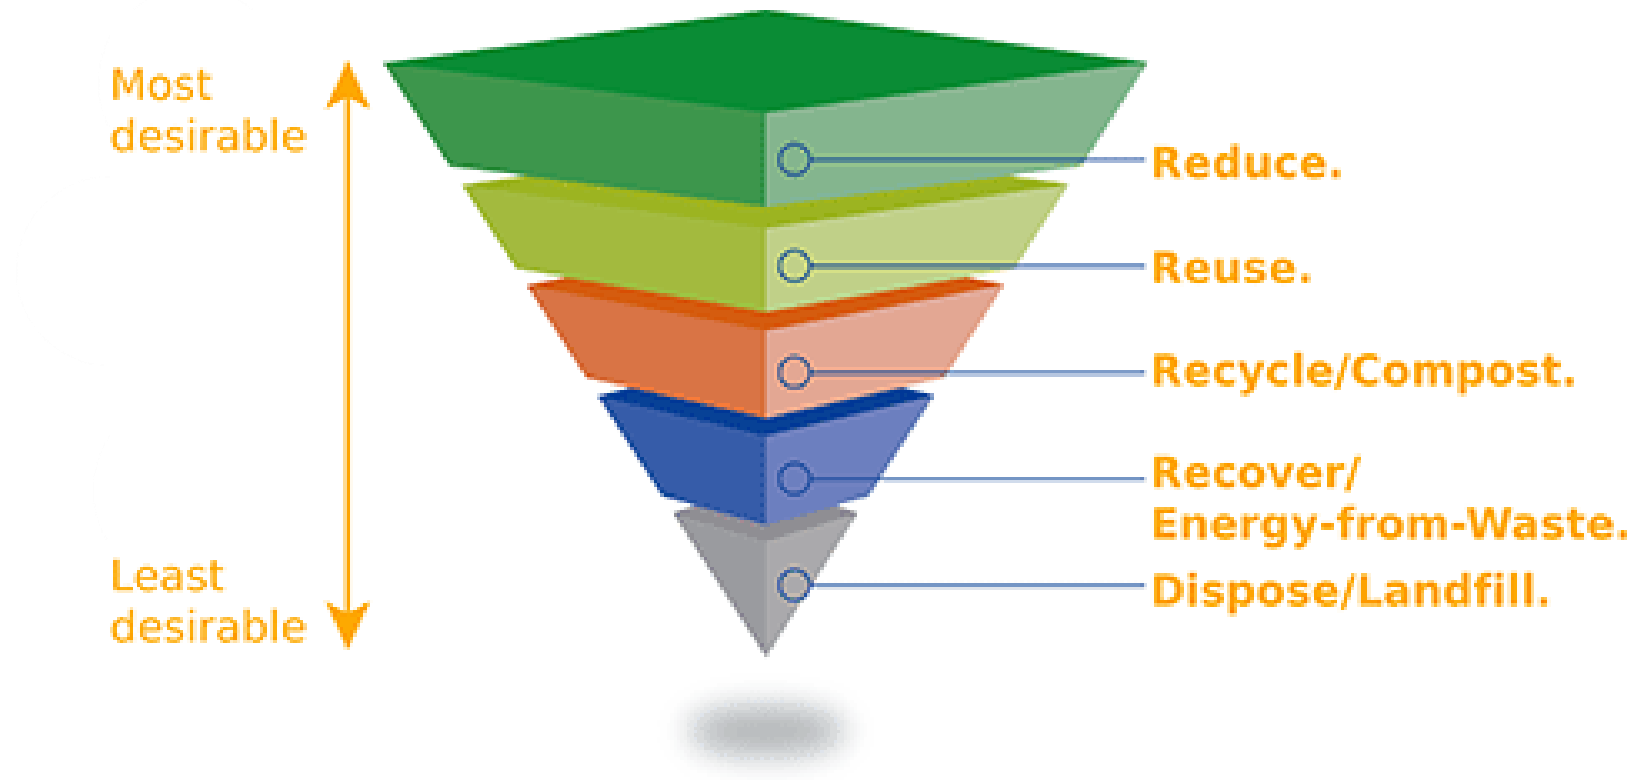 Most
desirable
Reduce.
Reuse.
Recycle/Compost.
Recover/
Energy-from-Waste.
Least
desirable
Dispose/Landfill.